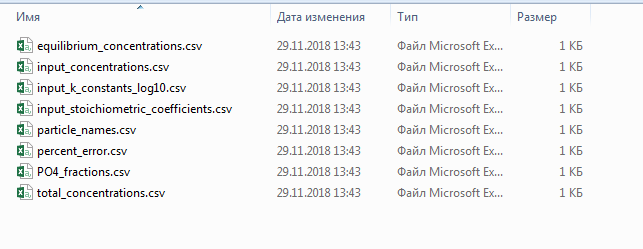 Имя Дата изменения Тип Размер
equilibrium_concentrations.csv 29.11.2018 13:43 Файл Microsoft Ex... 1 КБ
input_concentrations.csv 29.11.2018 13:43 Файл Microsoft Ex... 1 КБ
input_k_constants_log10.csv 29.11.2018 13:43 Файл Microsoft Ex... 1 КБ
input_stoichiometric_coefficients.csv 29.11.2018 13:43 Файл Microsoft Ex... 1 КБ
particle_names.csv 29.11.2018 13:43 Файл Microsoft Ex... 1 КБ
percent_error.csv 29.11.2018 13:43 Файл Microsoft Ex... 1 КБ
PO4_fractions.csv 29.11.2018 13:43 Файл Microsoft Ex... 1 КБ
total_concentrations.csv 29.11.2018 13:43 Файл Microsoft Ex... 1 КБ